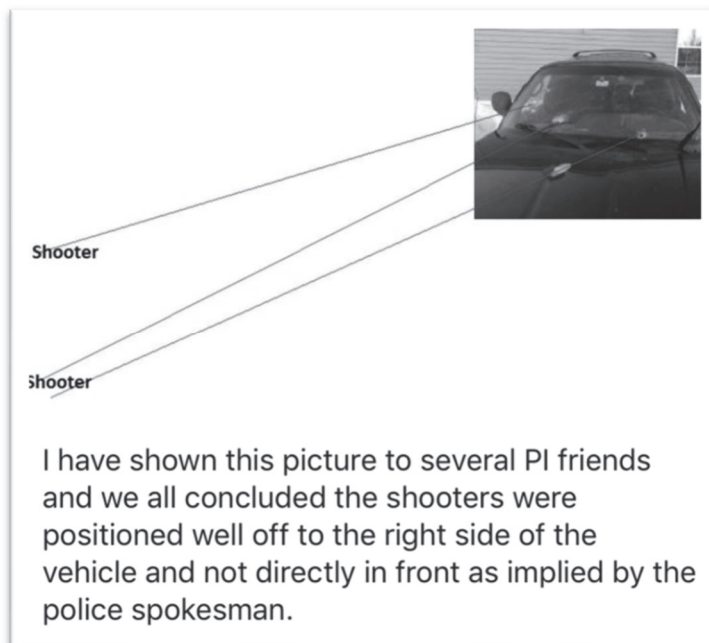 Shooter
Shooter
I have shown this picture to several PI friends
and we all concluded the shooters were
positioned well off to the right side of the
vehicle and not directly in front as implied by the
police spokesman.